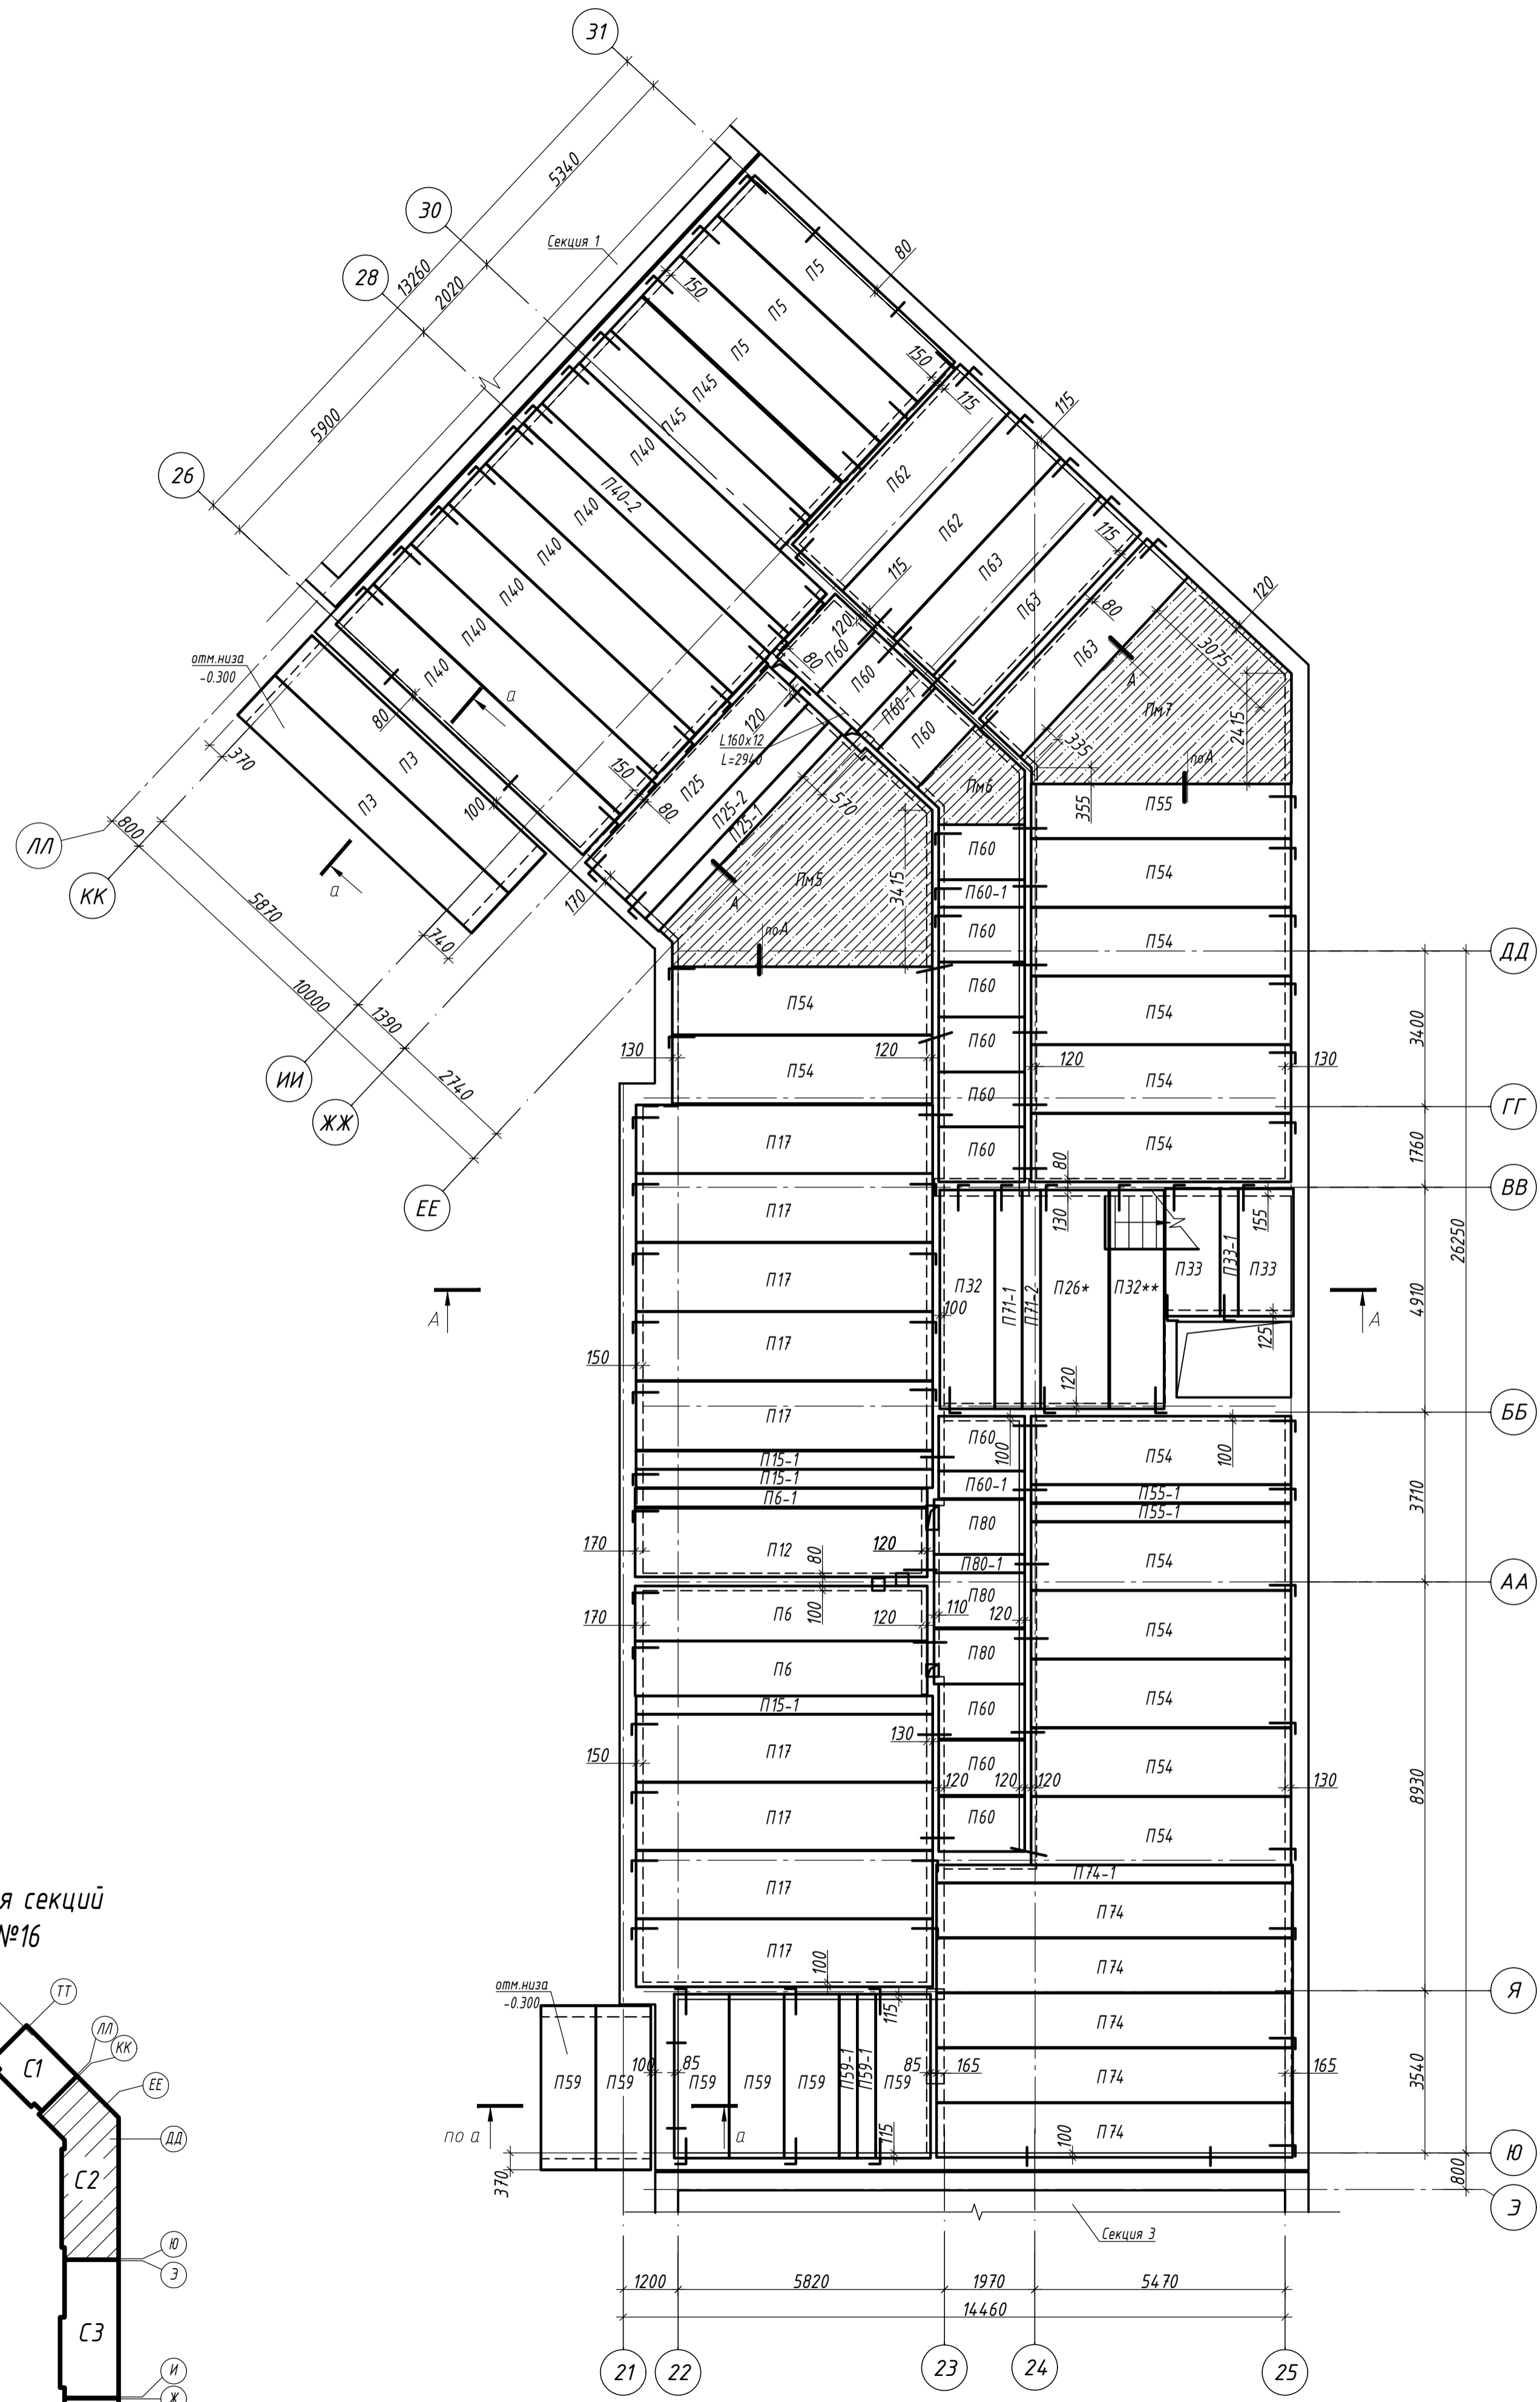 31
5340
30
Секция 1
80
13260
28
2020
150
П5
П5
П5
150
115
115
5900
П45
П45
26
П40
П40-2
П40
П40
П40
П40
П40
П62
П62
115
П63
115
П63
120
отм.низа
-0.300
П60
120
80
П63
80
3075
А
а
80
П60
П60-1
П60
Пм7
2415
120
L160x12
L=2940
370
П3
П3
150
80
335
по А
100
П25
П25-2
П25-1
570
Пм6
355
П55
ЛЛ
800
КК
а
Пм5
П60
П54
5870
170
А
3415
П60-1
740
по А
П60
П54
ДД
10000
1390
П54
П60
П54
3400
130
120
П60
120
130
ИИ
2740
П54
П60
П54
ГГ
ЖЖ
П17
П60
80
П54
1760
ЕЕ
ВВ
П17
130
155
26250
А
П17
П32
П71-1
П71-2
П26*
П32**
П33
П33-1
П33
А
4910
100
150
П17
125
120
П17
ББ
П60
100
П54
100
П15-1
П15-1
П6-1
П60-1
П55-1
П55-1
3710
170
П12
80
120
П80
П54
П80-1
АА
170
П6
100
120
П80
110
120
П54
П6
П80
П15-1
П60
П54
150
П17
130
П60
120
120
120
П54
130
8930
П17
П60
П54
я секций
№16
П17
П74-1
П74
П17
100
П74
отм.низа
-0.300
Я
ТТ
115
П74
ЛЛ
КК
С1
100
85
85
165
165
П59
П59
П59
П59
П59
П59-1
П59-1
П59
П74
3540
ЕЕ
по а
а
115
П74
100
ДД
Ю
С2
370
800
Э
Секция 3
Ю
Э
1200
5820
1970
5470
14460
С3
21
22
23
24
25
И
Ж